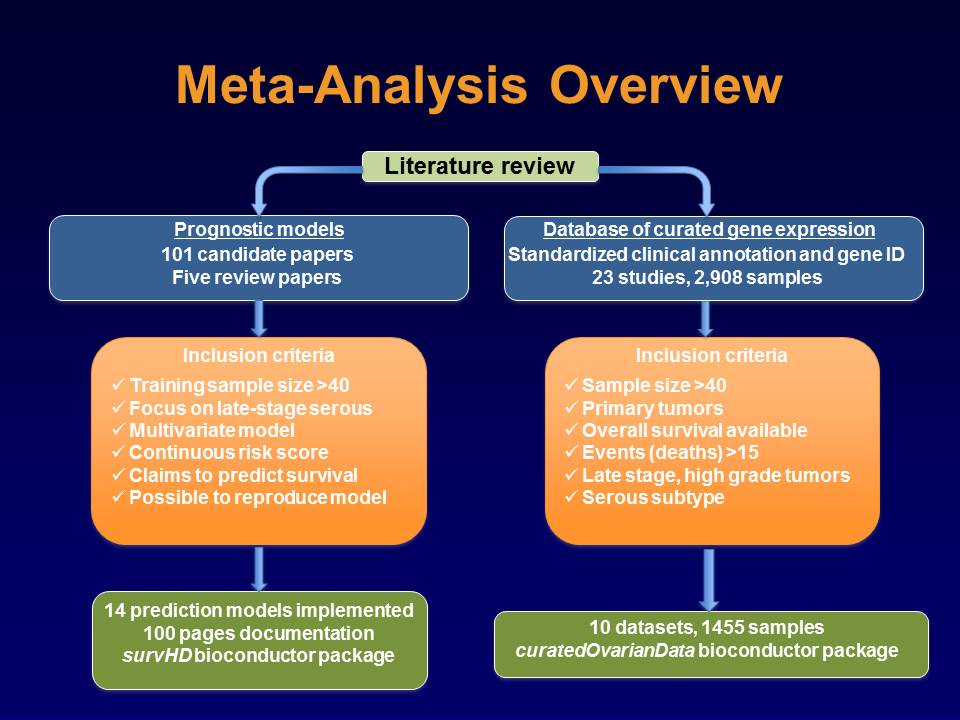 Meta-Analysis Overview
Literature review
Prognostic models
101 candidate papers
Five review papers
Database of curated gene expression
Standardized clinical annotation and gene ID
23 studies, 2,908 samples
Inclusion criteria
✓ Training sample size >40
✓ Focus on late-stage serous
✓ Multivariate model
✓ Continuous risk score
✓ Claims to predict survival
✓ Possible to reproduce model
Inclusion criteria
✓ Sample size >40
✓ Primary tumors
✓ Overall survival available
✓ Events (deaths) >15
✓ Late stage, high grade tumors
✓ Serous subtype
14 prediction models implemented
100 pages documentation
survHD bioconductor package
10 datasets, 1455 samples
curatedOvarianData bioconductor package